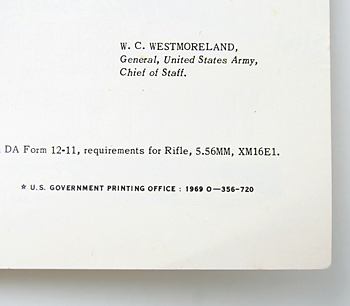 W. C. WESTMORELAND,
General, United States Army,
Chief of Staff.
DA Form 12-11, requirements for Rifle, 5.56MM, XM16E1.
☆ U.S. GOVERNMENT PRINTING OFFICE : 1969 O—356-720